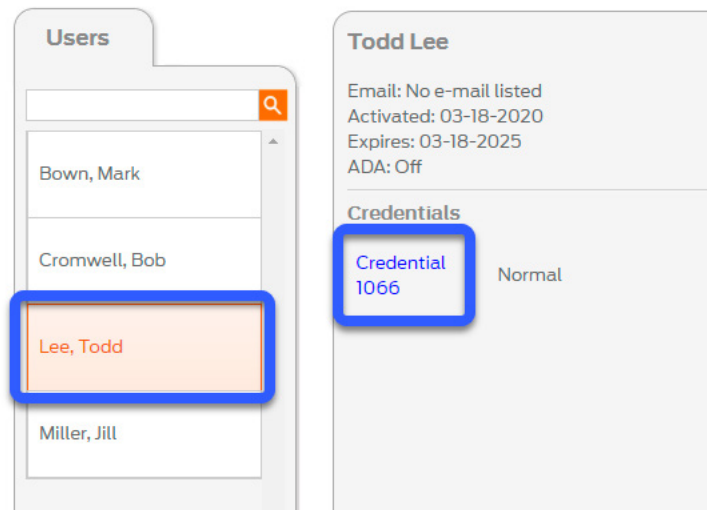 Users
Bown, Mark
Cromwell, Bob
Lee, Todd
Miller, Jill
Todd Lee
Email: No e-mail listed
Activated: 03-18-2020
Expires: 03-18-2025
ADA: Off
Credentials
Credential
1066
Normal